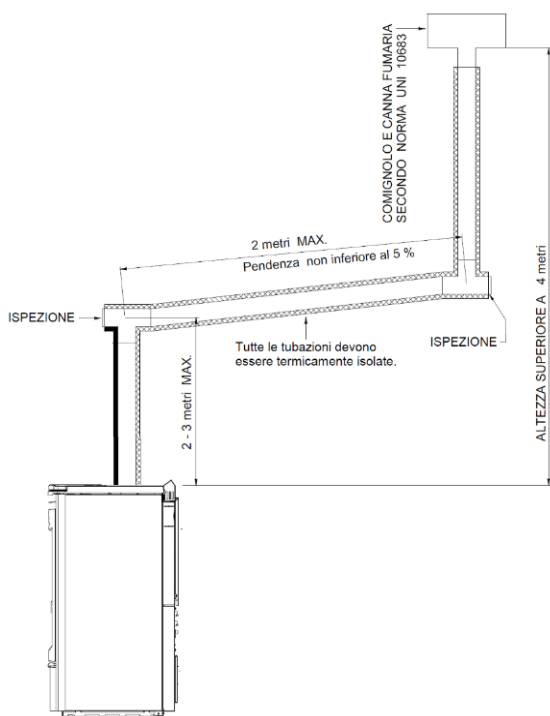 COMIGNOLO E CANNA FUMARIA
SECONDO NORMA UNI 10683
2 metri MAX.
Pendenza non inferiore al 5 %
ISPEZIONE
ISPEZIONE
Tutte le tubazioni devono
essere termicamente isolate.
2 - 3 metri MAX.
ALTEZZA SUPERIORE A 4 metri